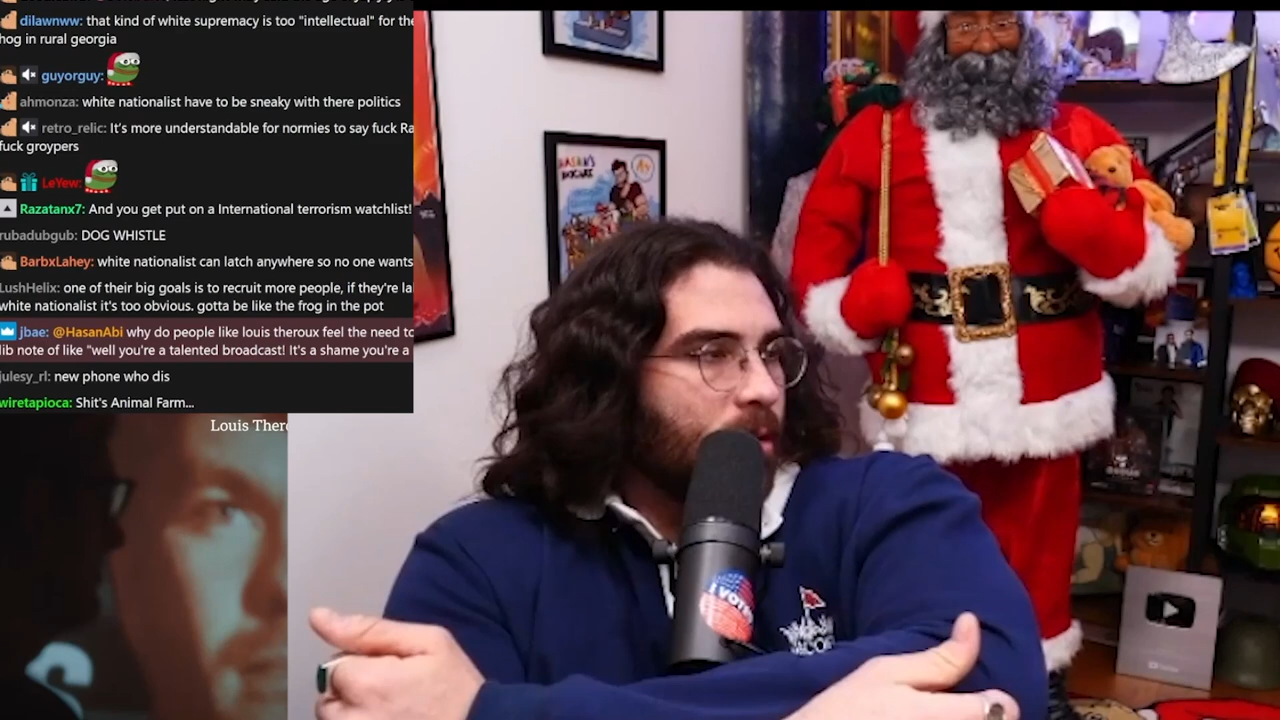 dilawnww: that kind of white supremacy is too "intellectual" for the
hog in rural georgia
guyorguy:
ahmonza: white nationalist have to be sneaky with there politics
retro_relic: It's more understandable for normies to say fuck Ra
fuck groypers
LeYew:
Razatanx7: And you get put on a International terrorism watchlist!
rubadubgub: DOG WHISTLE
BarbxLahey: white nationalist can latch anywhere so no one wants
LushHelix: one of their big goals is to recruit more people, if they're la
white nationalist it's too obvious. gotta be like the frog in the pot
jbae: @HasanAbi why do people like louis theroux feel the need to
lib note of like "well you're a talented broadcast! It's a shame you're a
julesy_rl: new phone who dis
wiretapioca: Shit's Animal Farm...
Louis Ther
HASAN'S
A+
I VOTED